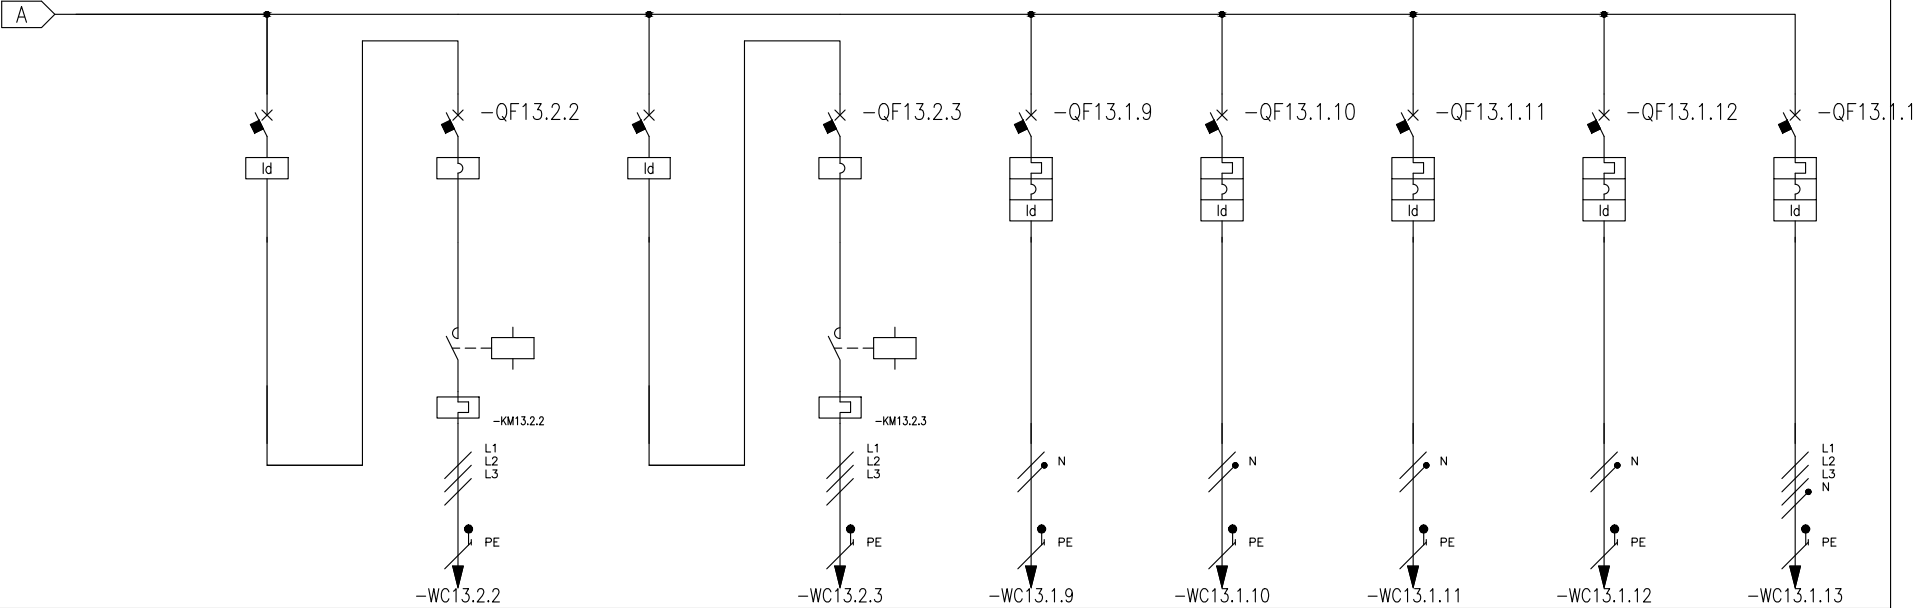 A
-QF13.2.2
-QF13.2.3
-QF13.1.9
-QF13.1.10
-QF13.1.11
-QF13.1.12
-QF13.1.1
Id
Id
Id
Id
Id
Id
Id
-KM13.2.2
-KM13.2.3
L1
L2
L3
L1
L2
L3
N
N
N
N
L1
L2
L3
N
PE
PE
PE
PE
PE
PE
PE
-WC13.2.2
-WC13.2.3
-WC13.1.9
-WC13.1.10
-WC13.1.11
-WC13.1.12
-WC13.1.13